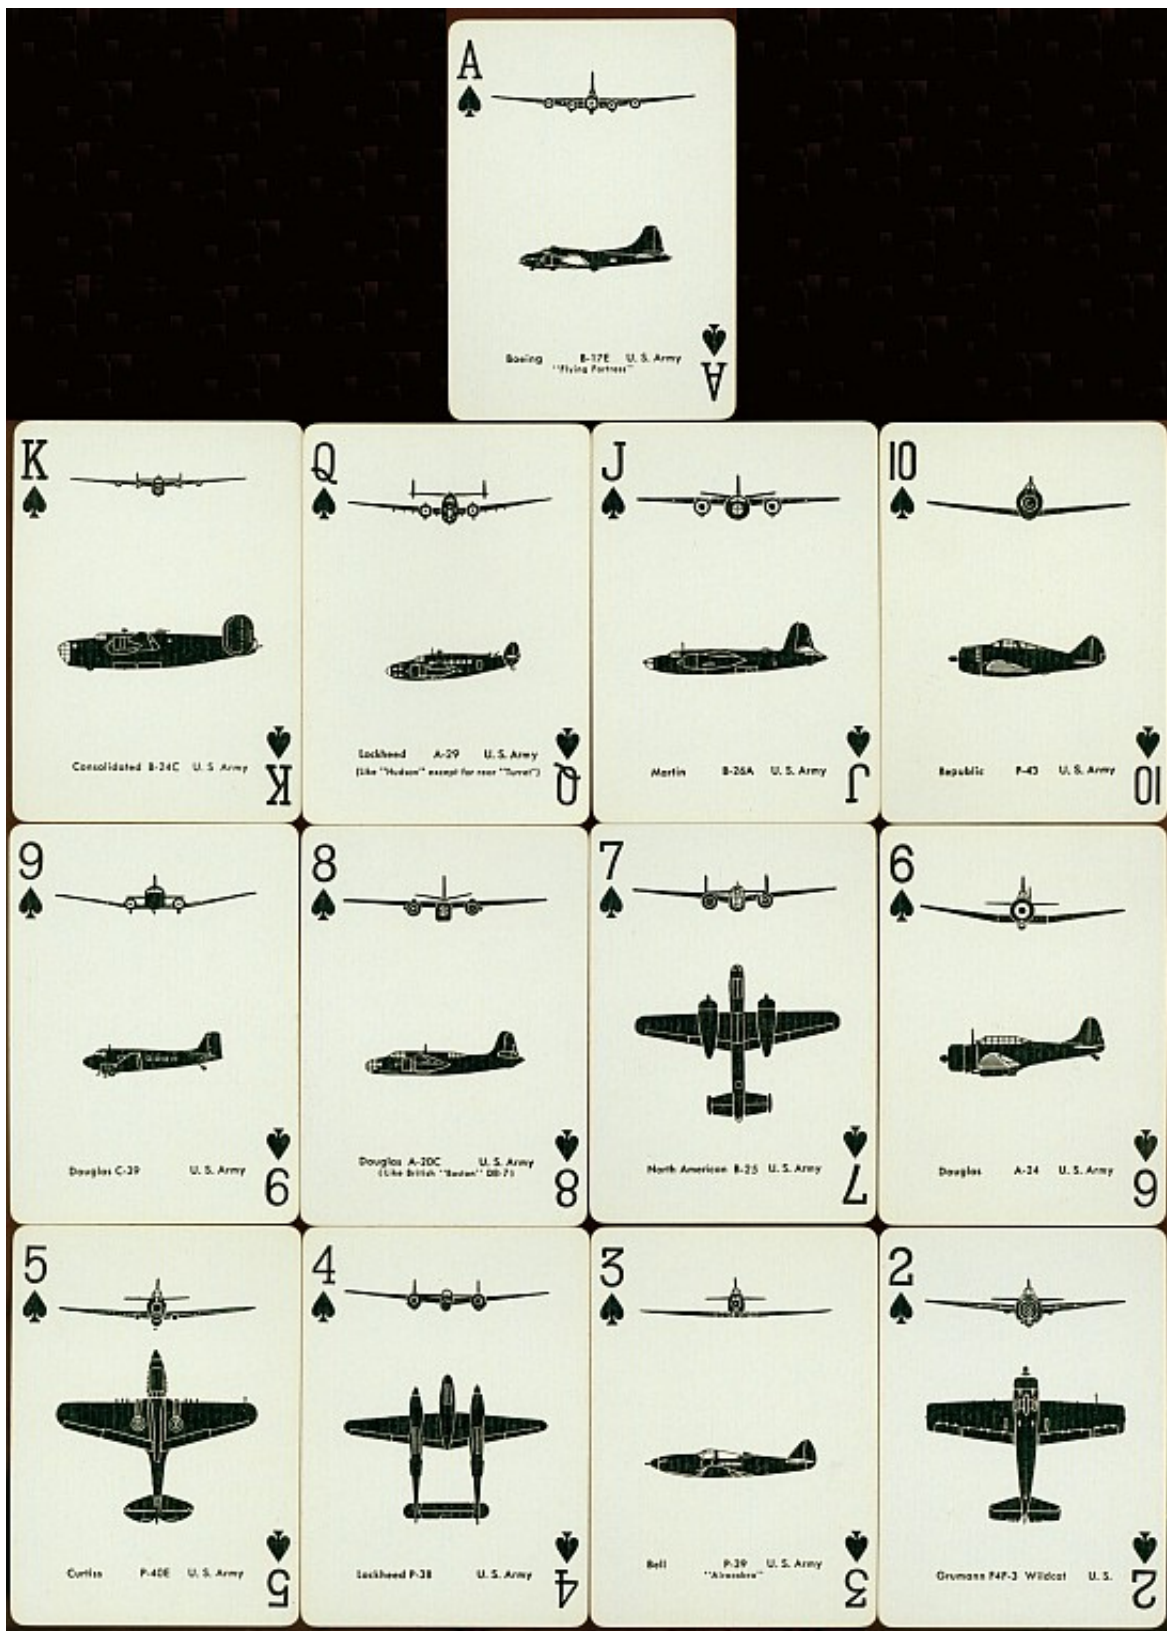 A
Boeing B-17E U. S. Army
"Flying Fortress"
A
K
Consolidated B-24C U. S. Army
K
Q
Lockheed A-29 U. S. Army
(Like "Hudson" except for rear "Turret")
Q
J
Martin B-26A U. S. Army
J
10
Republic P-43 U. S. Army
10
9
Douglas C-39 U. S. Army
9
8
Douglas A-20C U. S. Army
(Like British "Boston" DB-7)
8
7
North American B-25 U. S. Army
7
6
Douglas A-24 U. S. Army
6
5
Curtiss P-40E U. S. Army
5
4
Lockheed P-38 U. S. Army
4
3
Bell P-39 U. S. Army
"Airacobra"
3
2
Grumann F4F-3 Wildcat U. S.
2